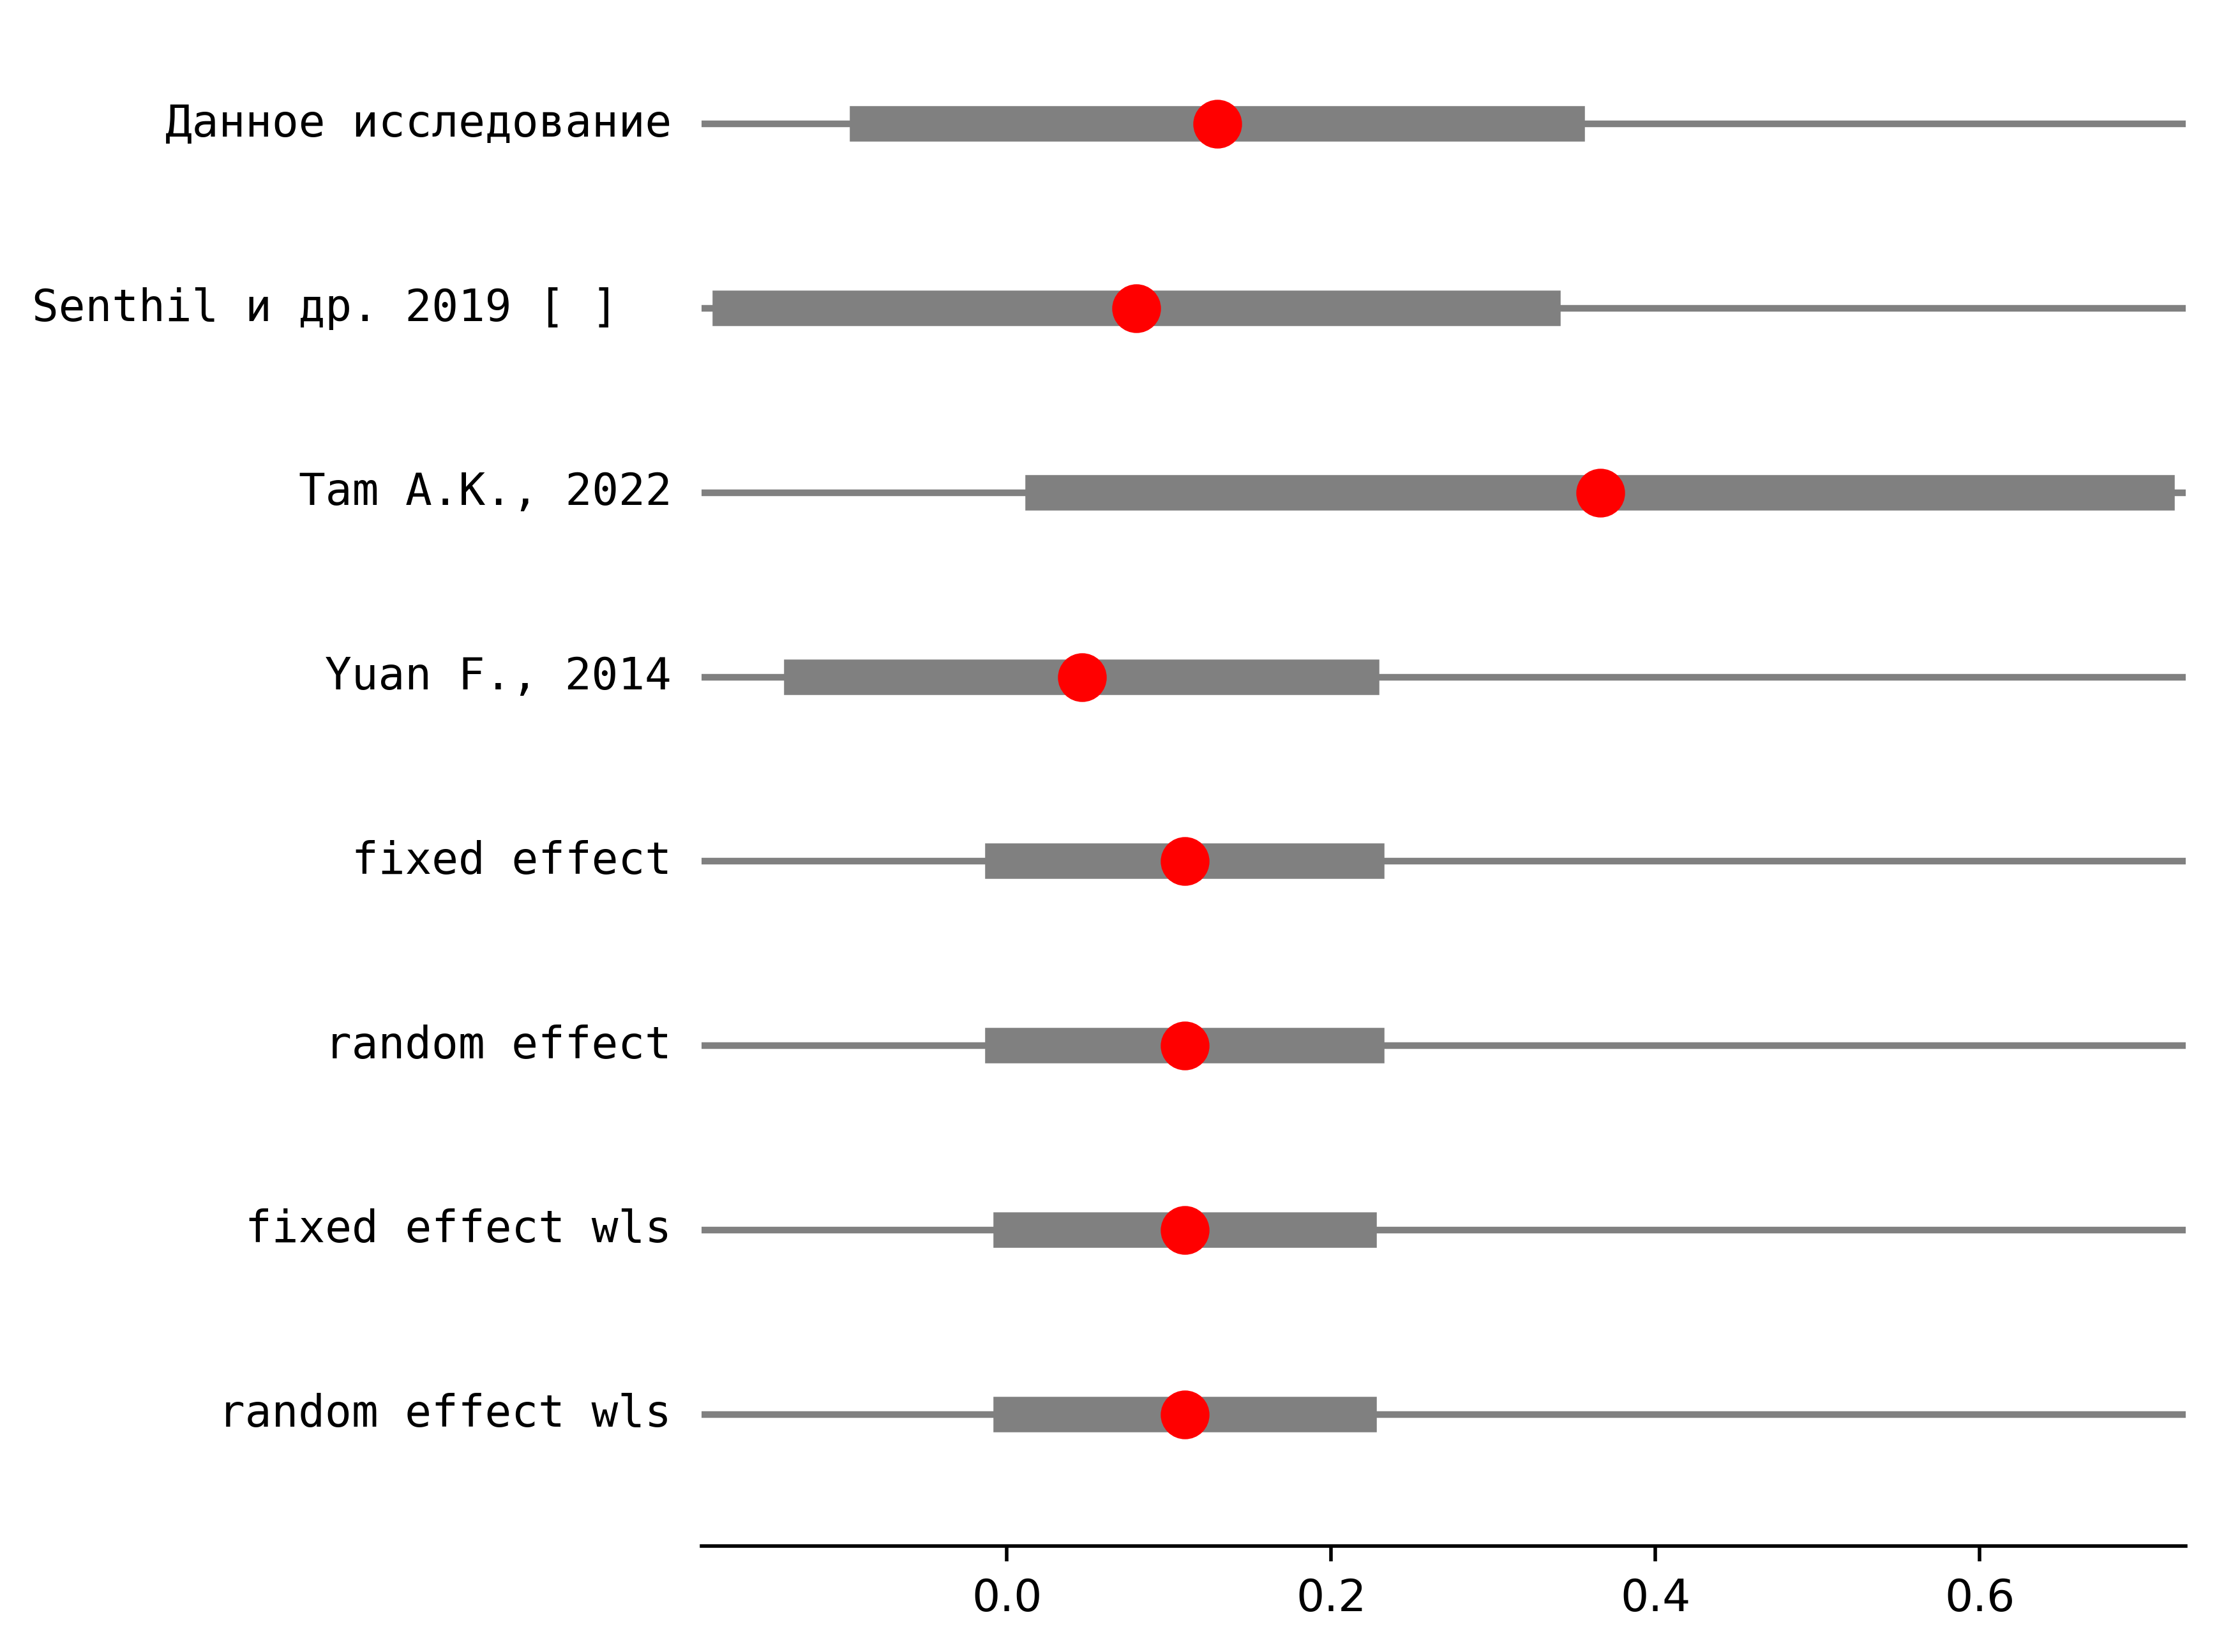 Данное исследование
Senthil и др. 2019 [ ]
Tam A.K., 2022
Yuan F., 2014
fixed effect
random effect
fixed effect wls
random effect wls
0.0 0.2 0.4 0.6